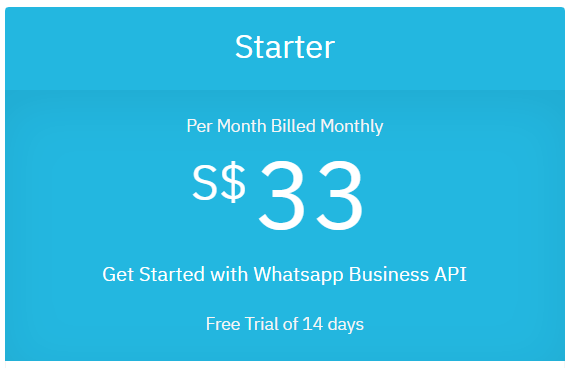 Starter
Per Month Billed Monthly
S$ 33
Get Started with Whatsapp Business API
Free Trial of 14 days